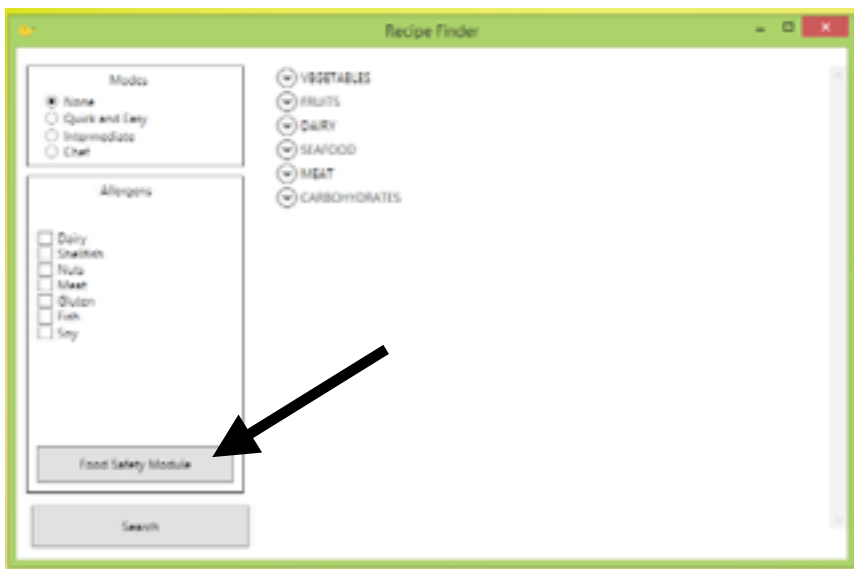 Recipe Finder
Modes
None
Quick and Easy
Intermediate
Chef
Allergens
Dairy
Shellfish
Nuts
Meat
Gluten
Fish
Soy
Food Safety Module
Search
VEGETABLES
FRUITS
DAIRY
SEAFOOD
MEAT
CARBOHYDRATES